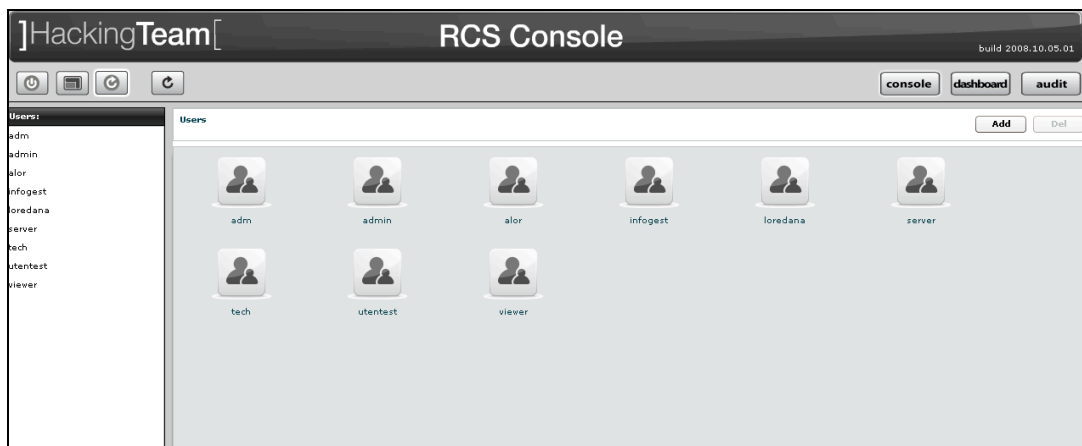 ]HackingTeam[
RCS Console
build 2008.10.05.01
console dashboard audit
Users:
adm
admin
alor
infogest
loredana
server
tech
utentest
viewer
Users
Add Del
adm admin alor infogest loredana server
tech utentest viewer